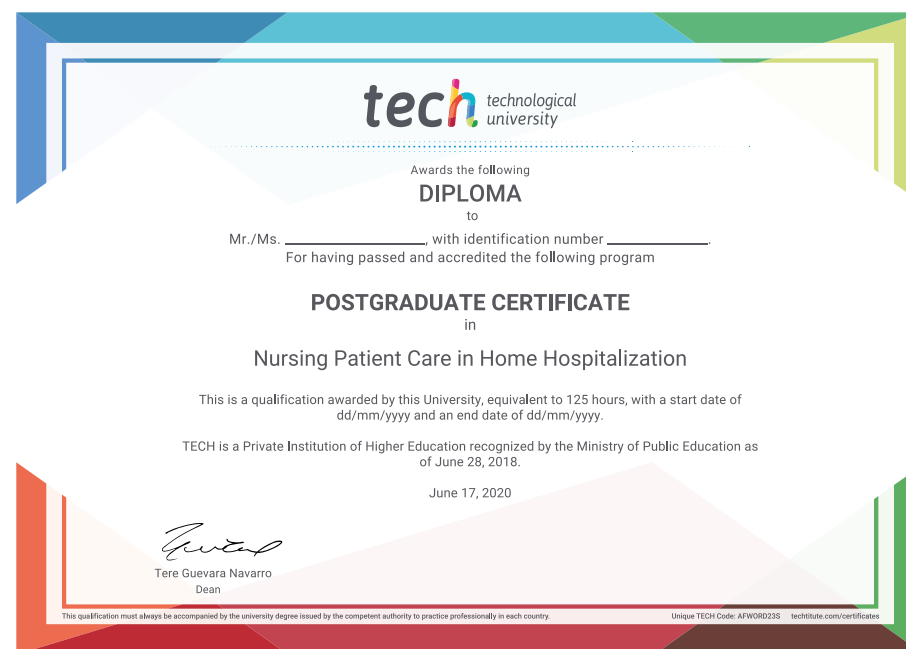 tech technological
university
Awards the following
DIPLOMA
to
Mr./Ms. ____________, with identification number ____________.
For having passed and accredited the following program
POSTGRADUATE CERTIFICATE
in
Nursing Patient Care in Home Hospitalization
This is a qualification awarded by this University, equivalent to 125 hours, with a start date of
dd/mm/yyyy and an end date of dd/mm/yyyy.
TECH is a Private Institution of Higher Education recognized by the Ministry of Public Education as
of June 28, 2018.
June 17, 2020
Tere Guevara Navarro
Dean
This qualification must always be accompanied by the university degree issued by the competent authority to practice professionally in each country.
Unique TECH Code: AFWORD23S techtitute.com/certificates